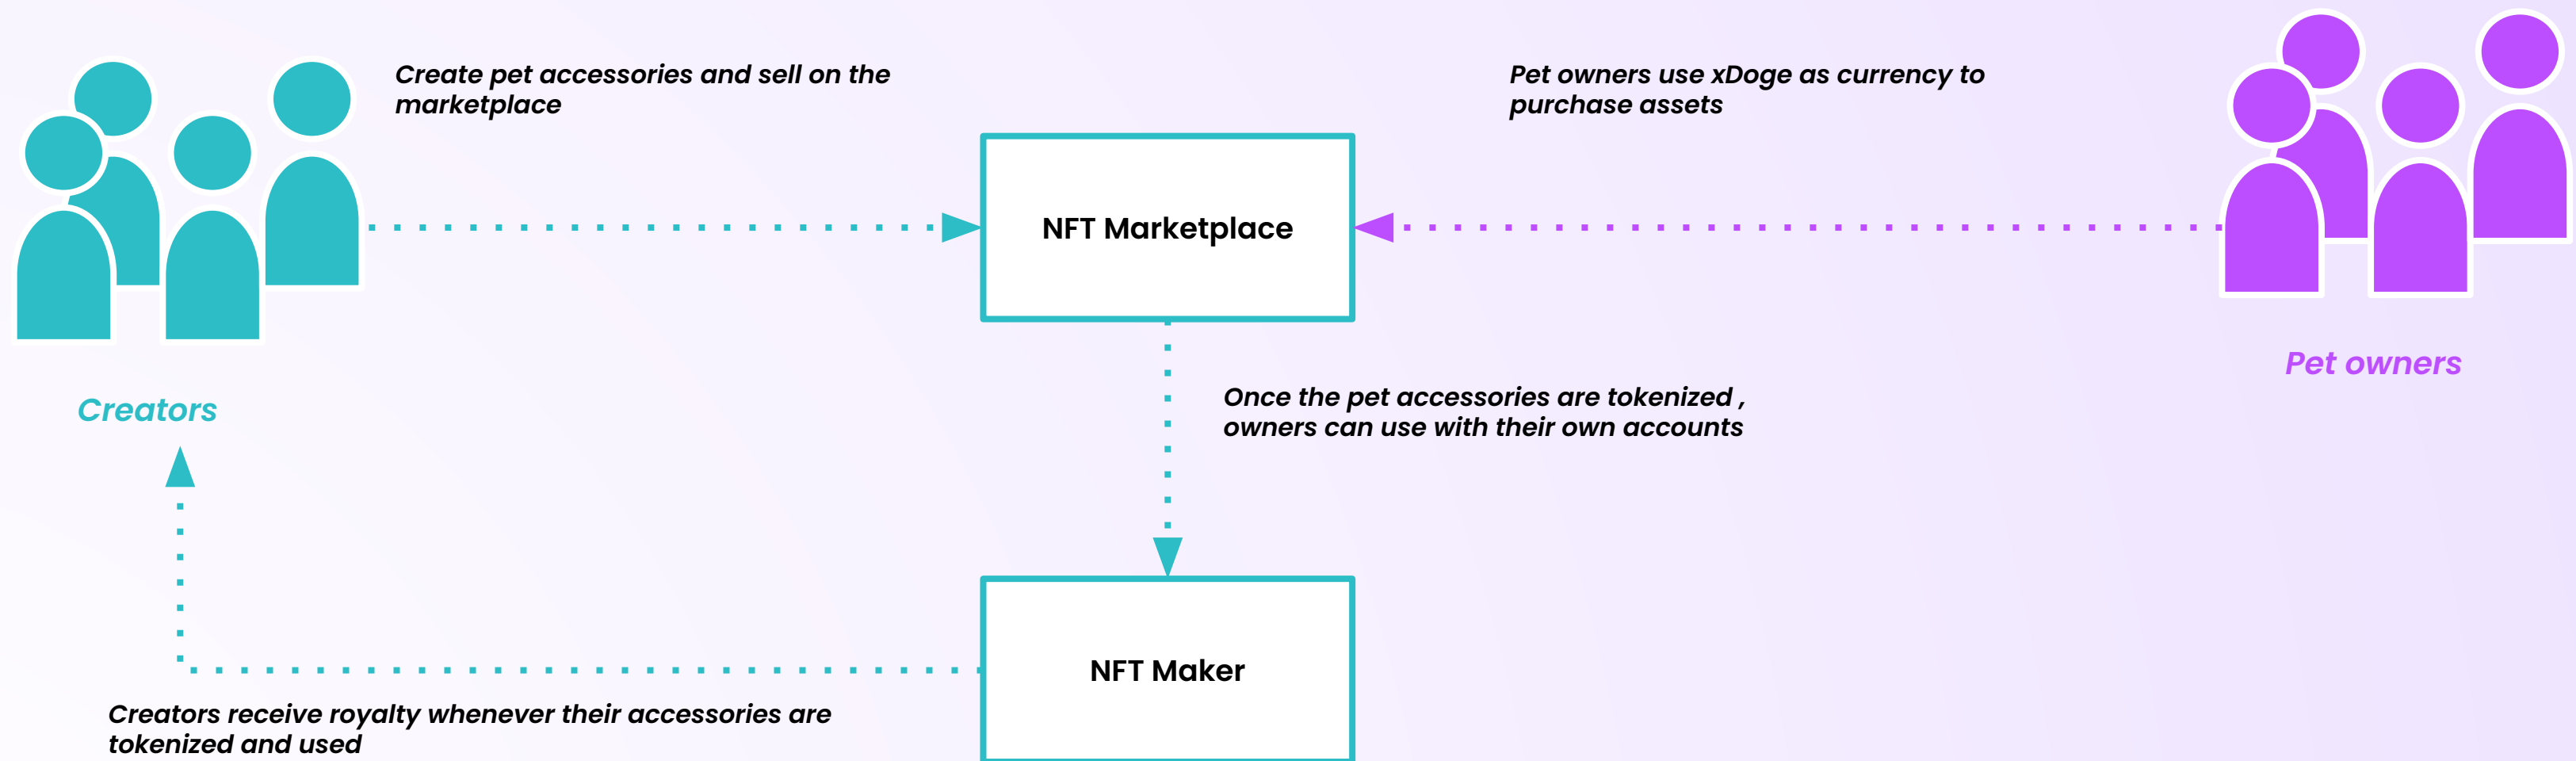 Create pet accessories and sell on the
marketplace
Pet owners use xDoge as currency to
purchase assets
NFT Marketplace
Pet owners
Creators
Once the pet accessories are tokenized ,
owners can use with their own accounts
NFT Maker
Creators receive royalty whenever their accessories are
tokenized and used